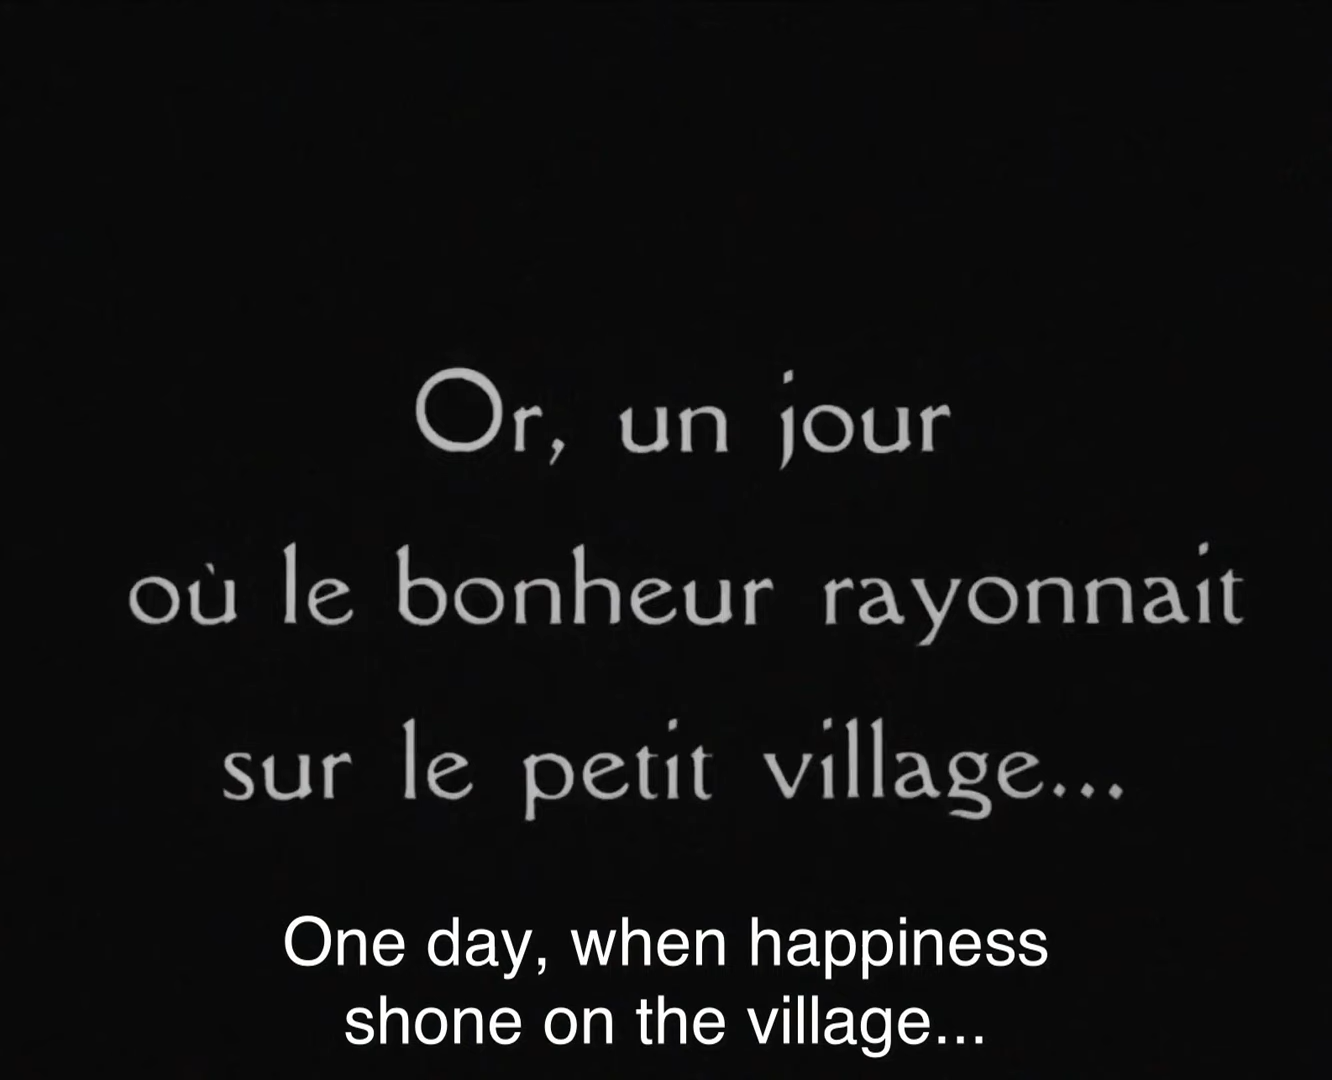 Or, un jour
où le bonheur rayonnait
sur le petit village...
One day, when happiness
shone on the village...